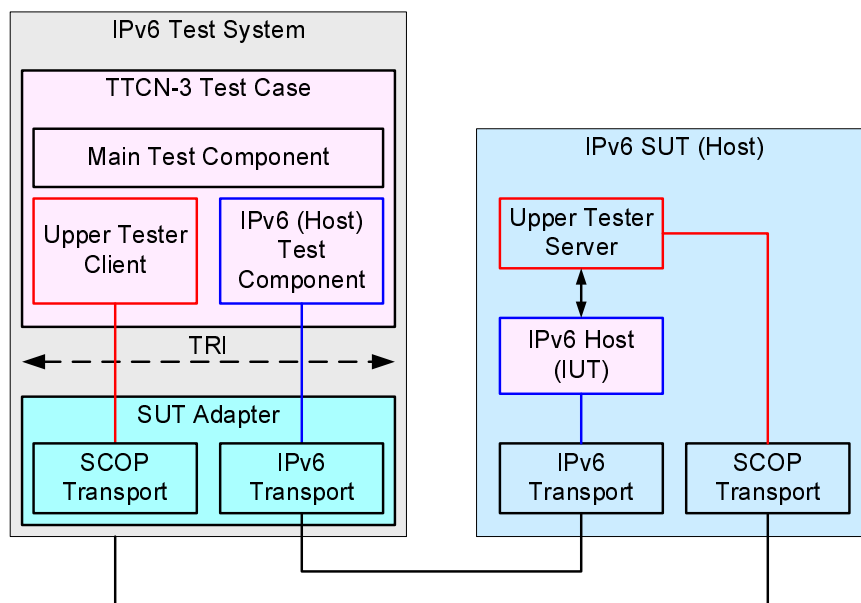 IPv6 Test System
TTCN-3 Test Case
Main Test Component
Upper Tester
Client
IPv6 (Host)
Test
Component
TRI
SUT Adapter
SCOP
Transport
IPv6
Transport
IPv6 SUT (Host)
Upper Tester
Server
IPv6 Host
(IUT)
IPv6
Transport
SCOP
Transport